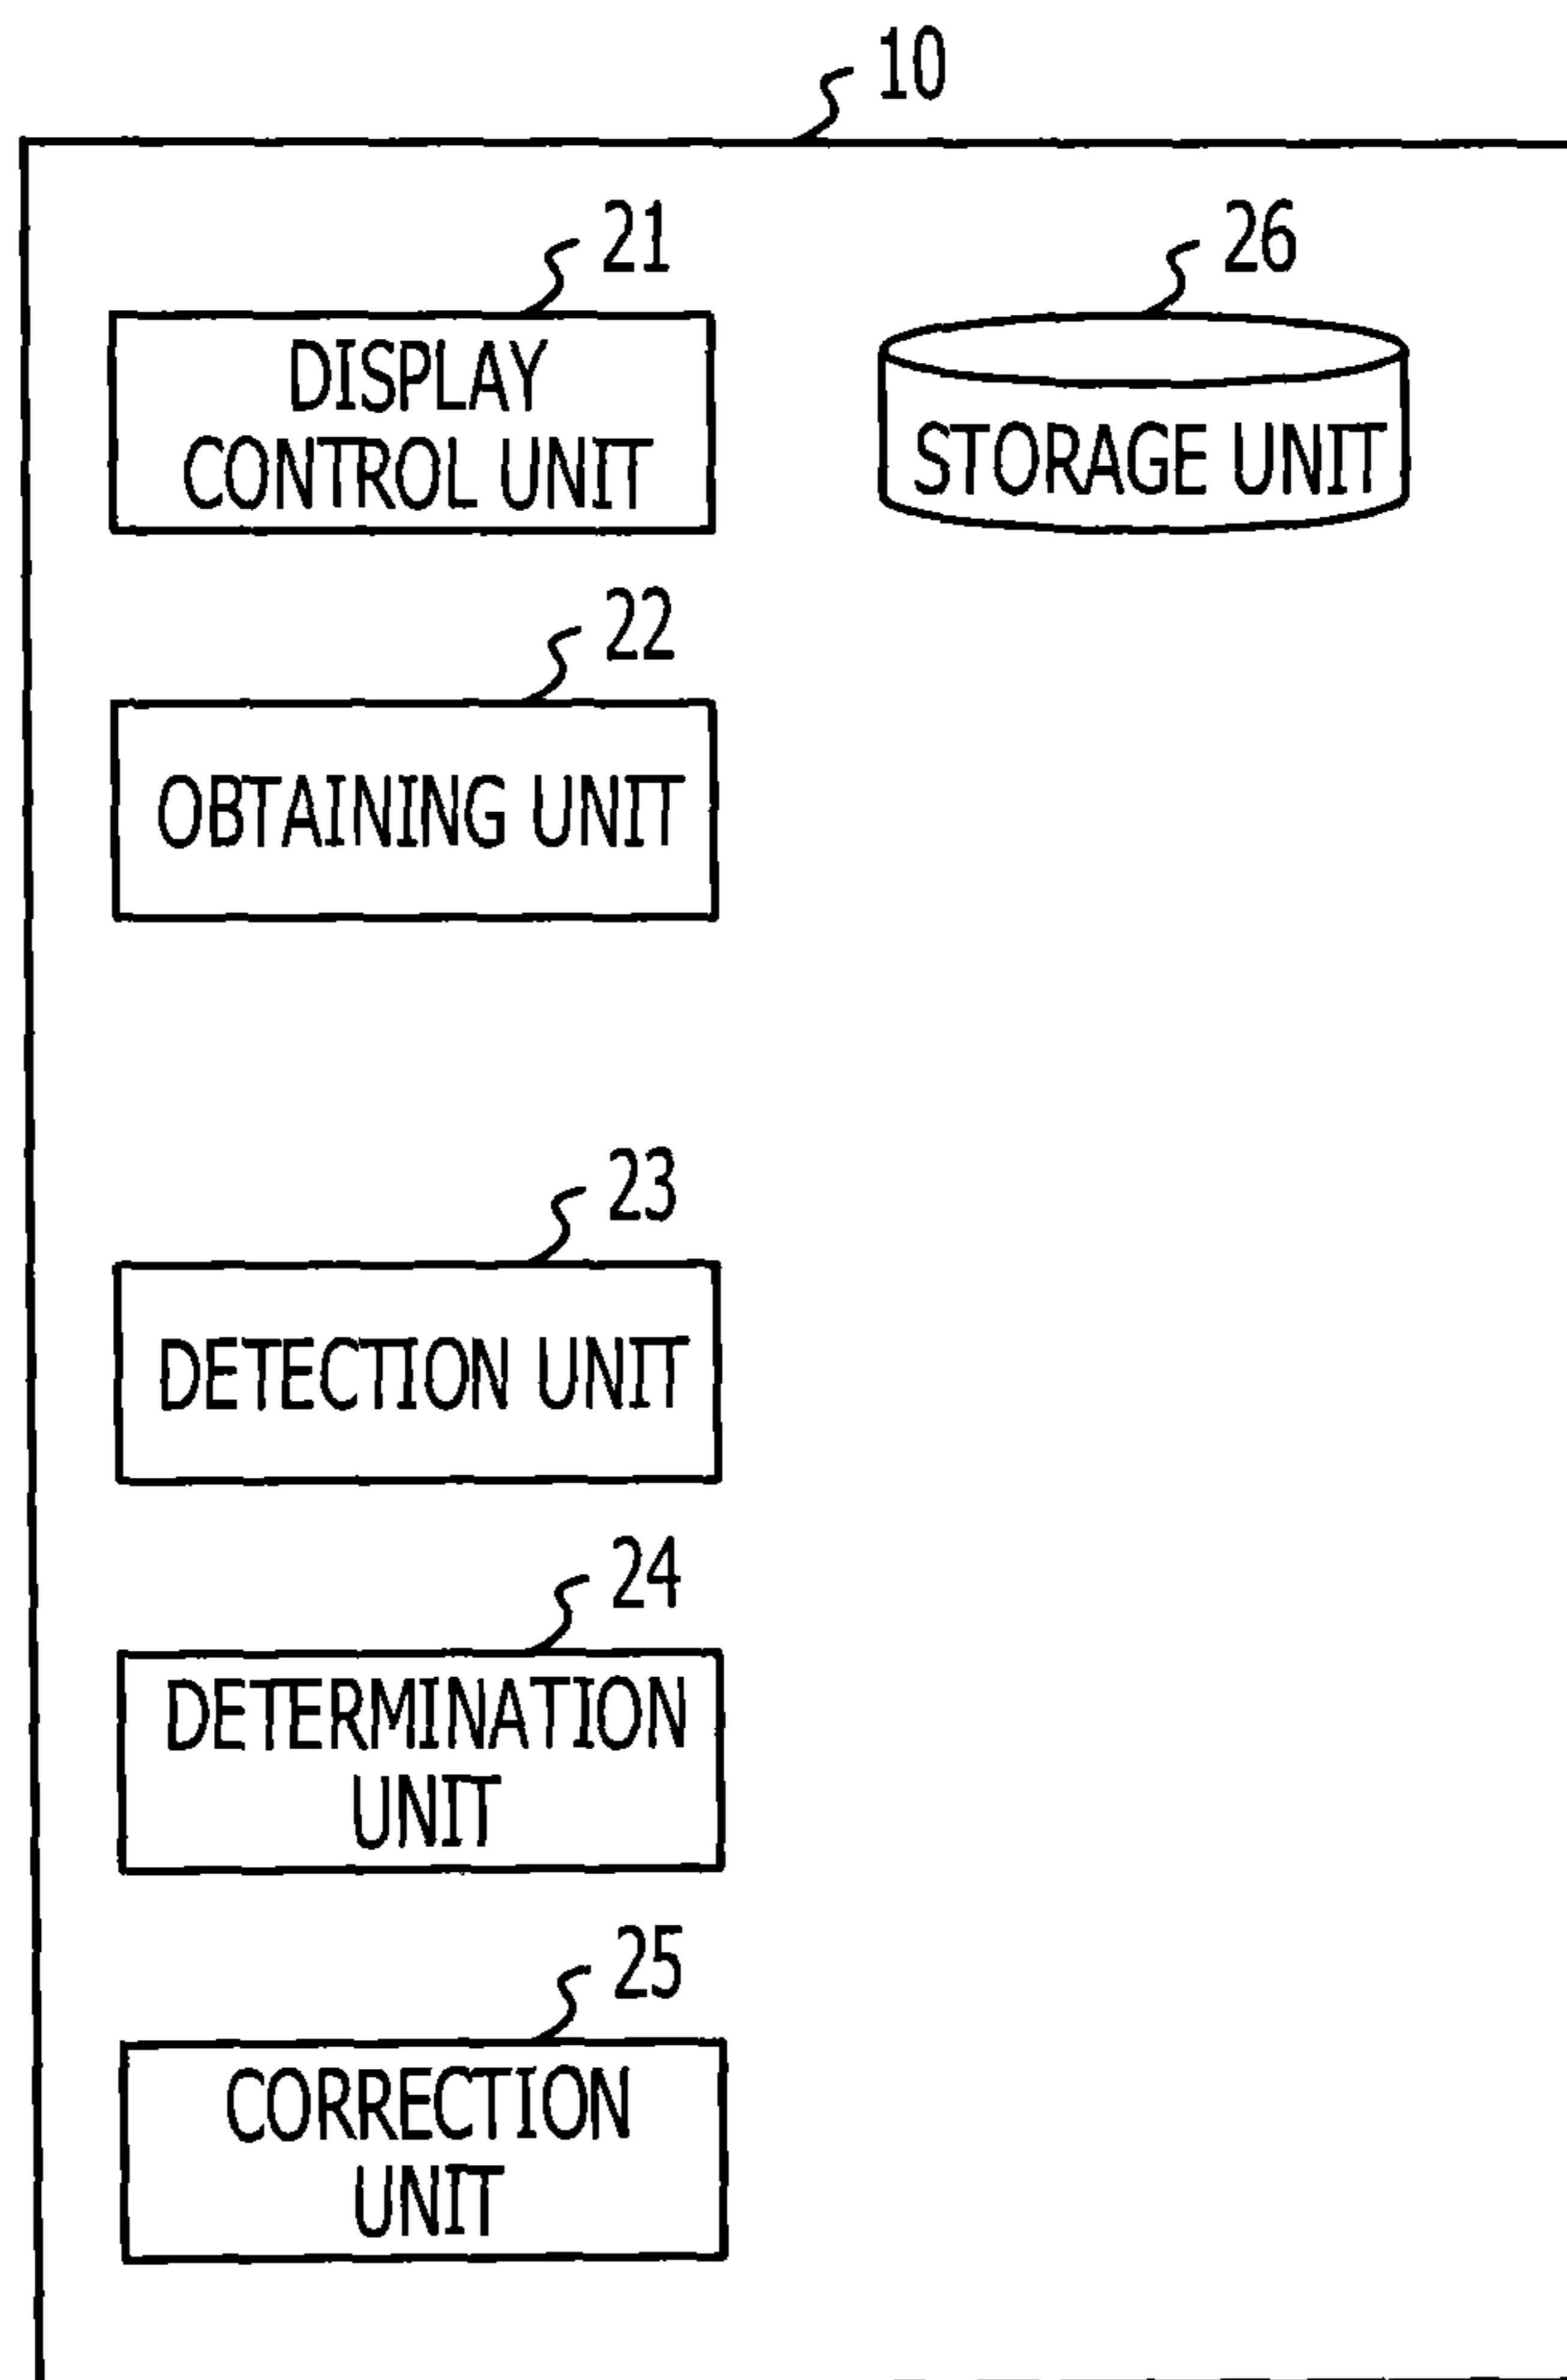 10
21
DISPLAY
CONTROL UNIT
26
STORAGE UNIT
22
OBTAINING UNIT
23
DETECTION UNIT
24
DETERMINATION
UNIT
25
CORRECTION
UNIT